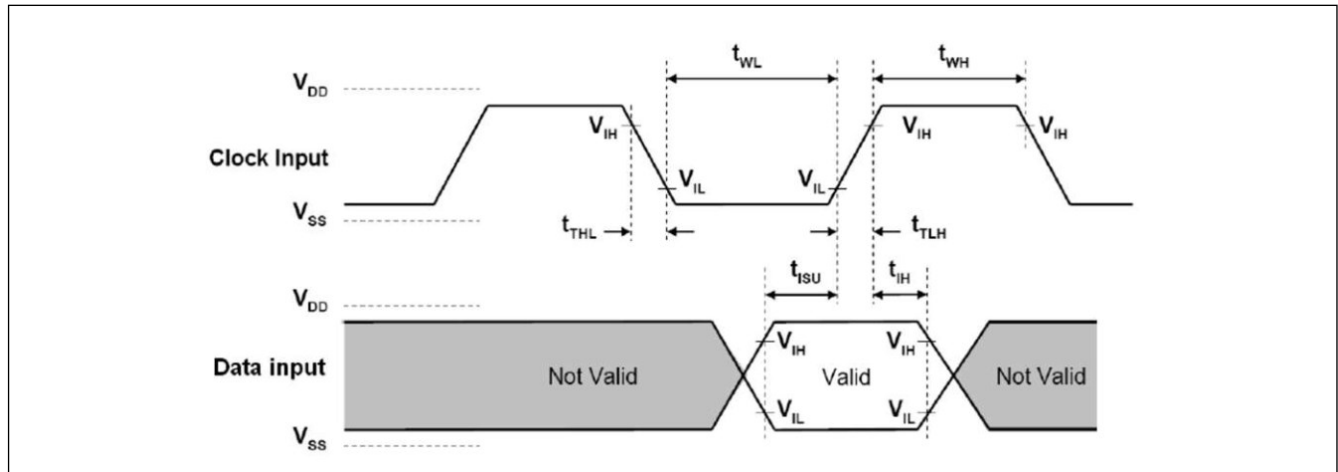 tWL
tWH
VDD
VIH
VIH
VIH
Clock Input
VIL
VIL
VSS
tTHL
tTLH
tISU
tIH
VDD
VIH
VIH
Data input
Not Valid
Valid
Not Valid
VIL
VIL
VSS